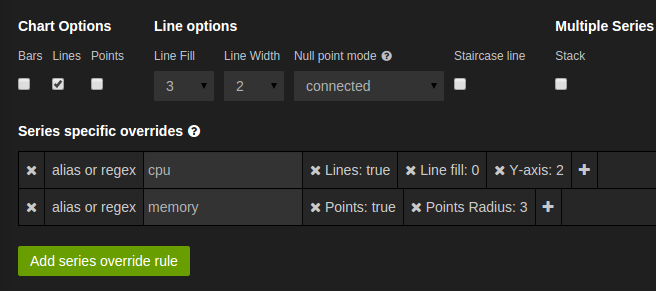 Chart Options Line options Multiple Series
Bars Lines Points Line Fill Line Width Null point mode ? Staircase line Stack
3 2 connected
Series specific overrides ?
alias or regex cpu Lines: true Line fill: 0 Y-axis: 2
alias or regex memory Points: true Points Radius: 3
Add series override rule